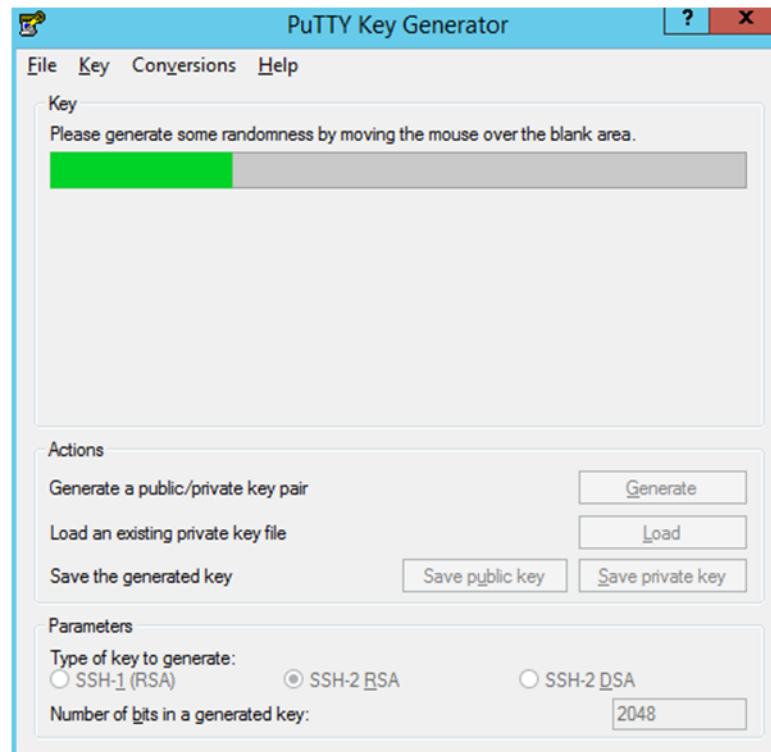 PuTTY Key Generator
? x
File Key Conversions Help
Key
Please generate some randomness by moving the mouse over the blank area.
Actions
Generate a public/private key pair Generate
Load an existing private key file Load
Save the generated key Save public key Save private key
Parameters
Type of key to generate:
SSH-1 (RSA) SSH-2 RSA SSH-2 DSA
Number of bits in a generated key: 2048